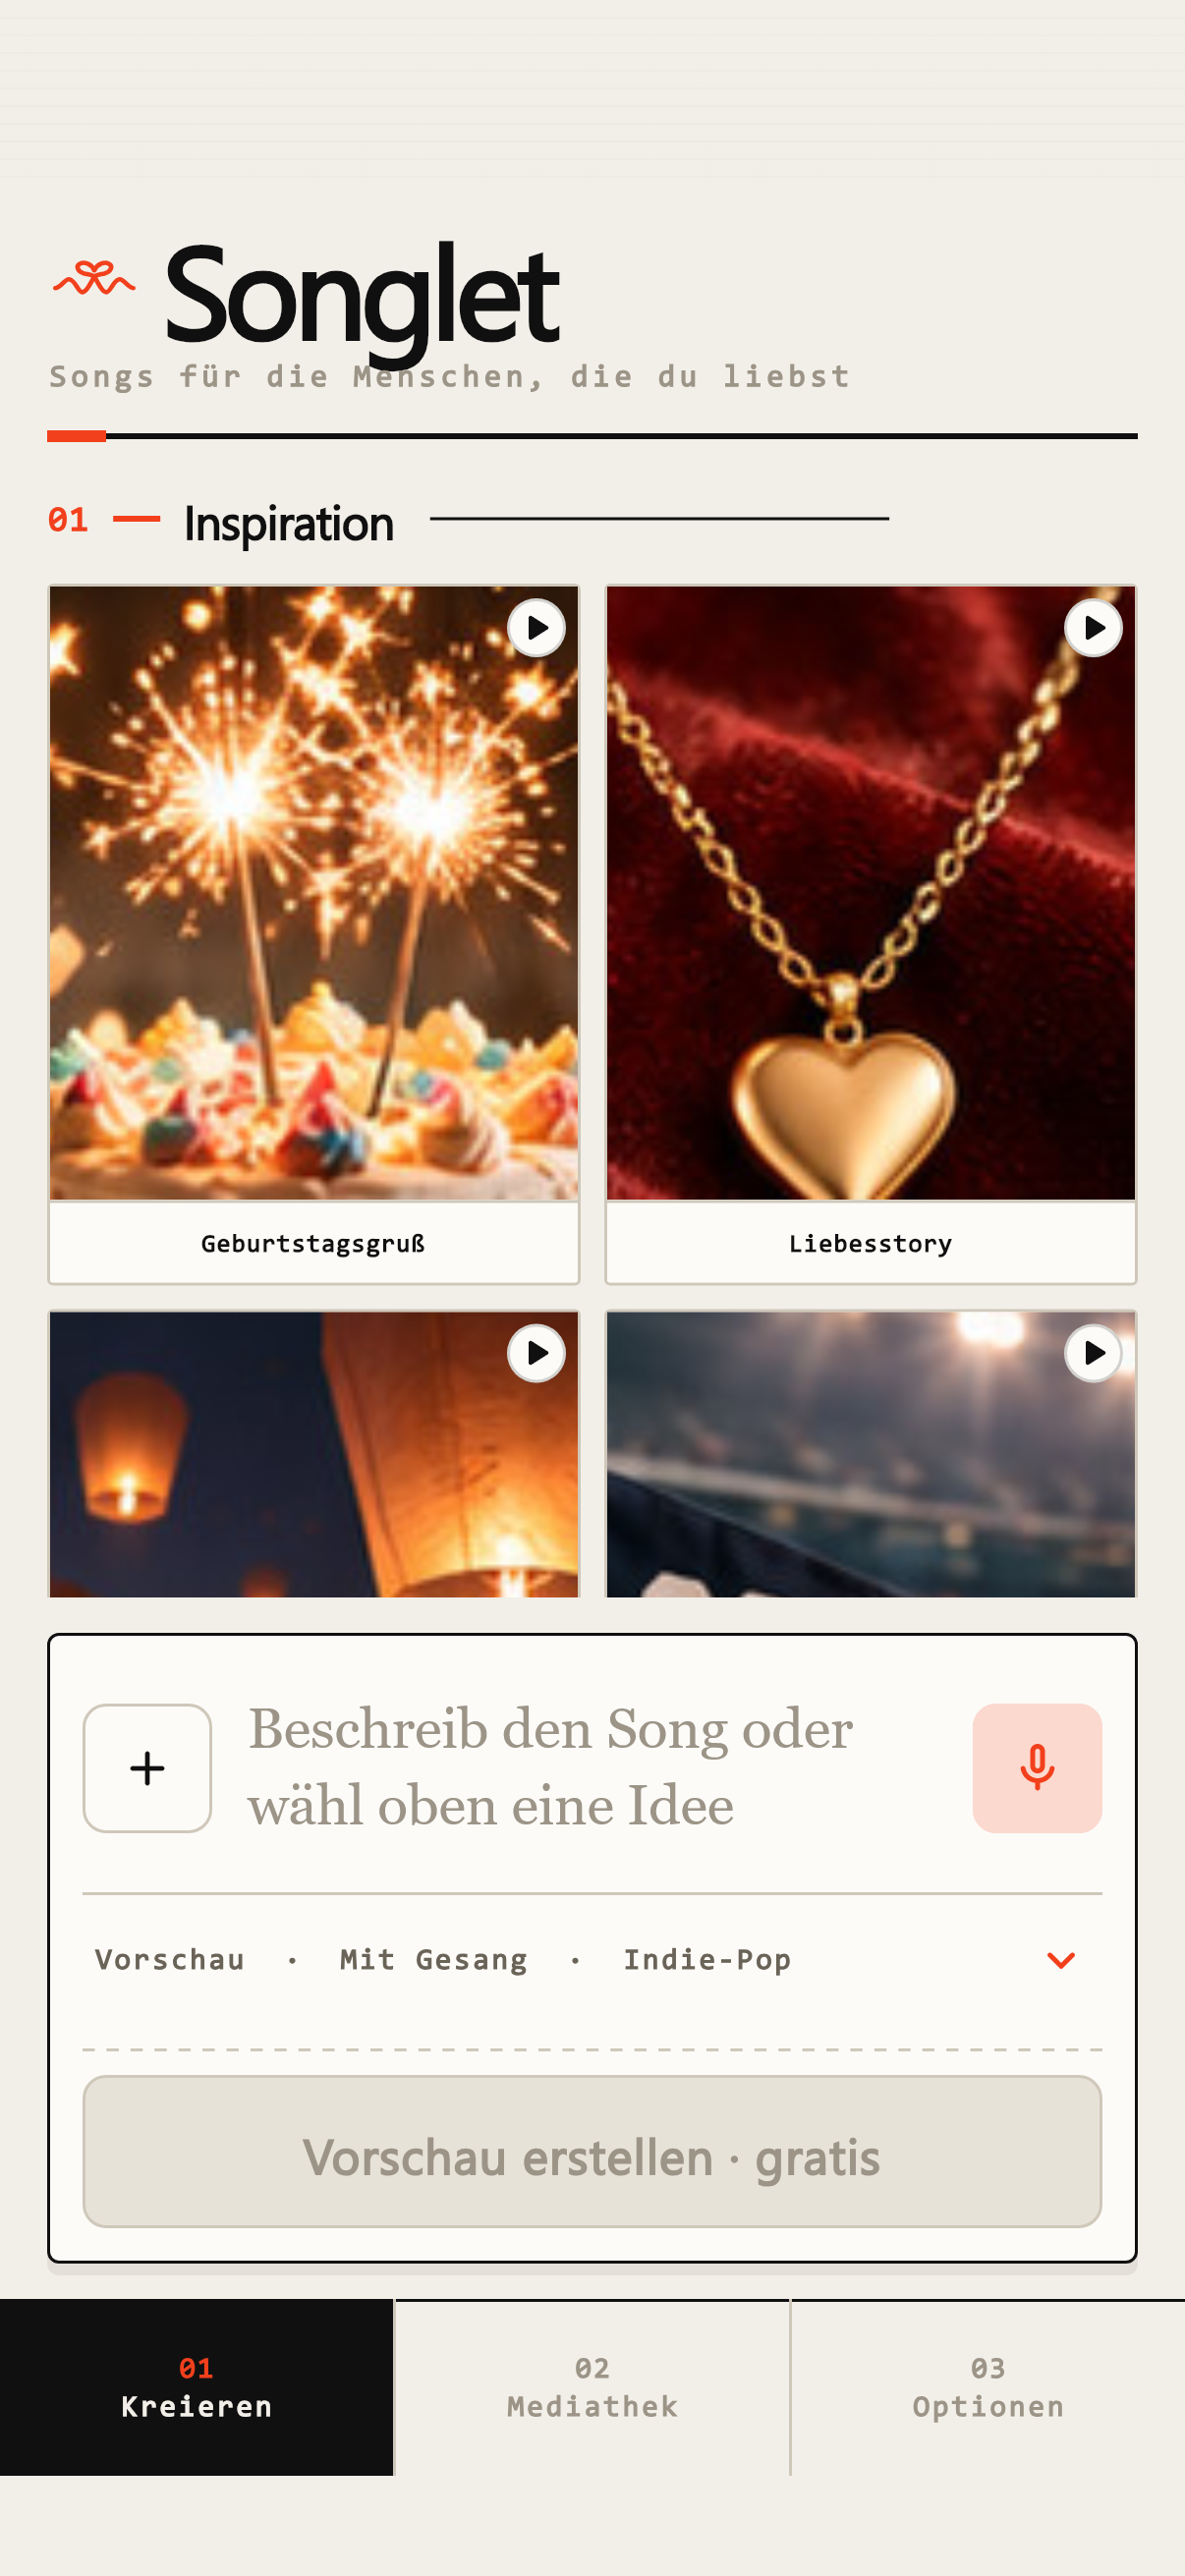 Songlet
Songs für die Menschen, die du liebst
01 Inspiration
Geburtstagsgruß
Liebesstory
Beschreib den Song oder
wähl oben eine Idee
Vorschau · Mit Gesang · Indie-Pop
Vorschau erstellen · gratis
01
Kreieren
02
Mediathek
03
Optionen